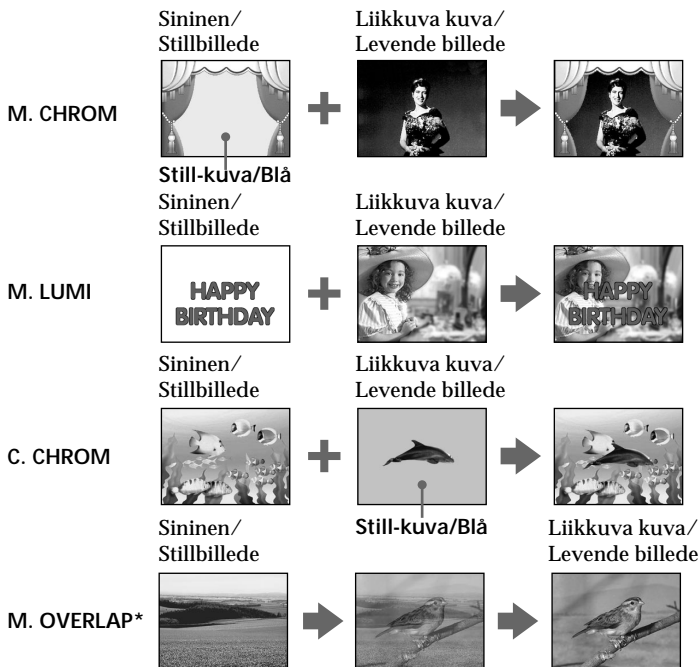 Sininen/
Stillbillede
Liikkuva kuva/
Levende billede
M. CHROM
Still-kuva/Blå
Sininen/
Stillbillede
Liikkuva kuva/
Levende billede
M. LUMI
HAPPY
BIRTHDAY
HAPPY
BIRTHDAY
Sininen/
Stillbillede
Liikkuva kuva/
Levende billede
C. CHROM
Still-kuva/Blå
Sininen/
Stillbillede
Liikkuva kuva/
Levende billede
M. OVERLAP*